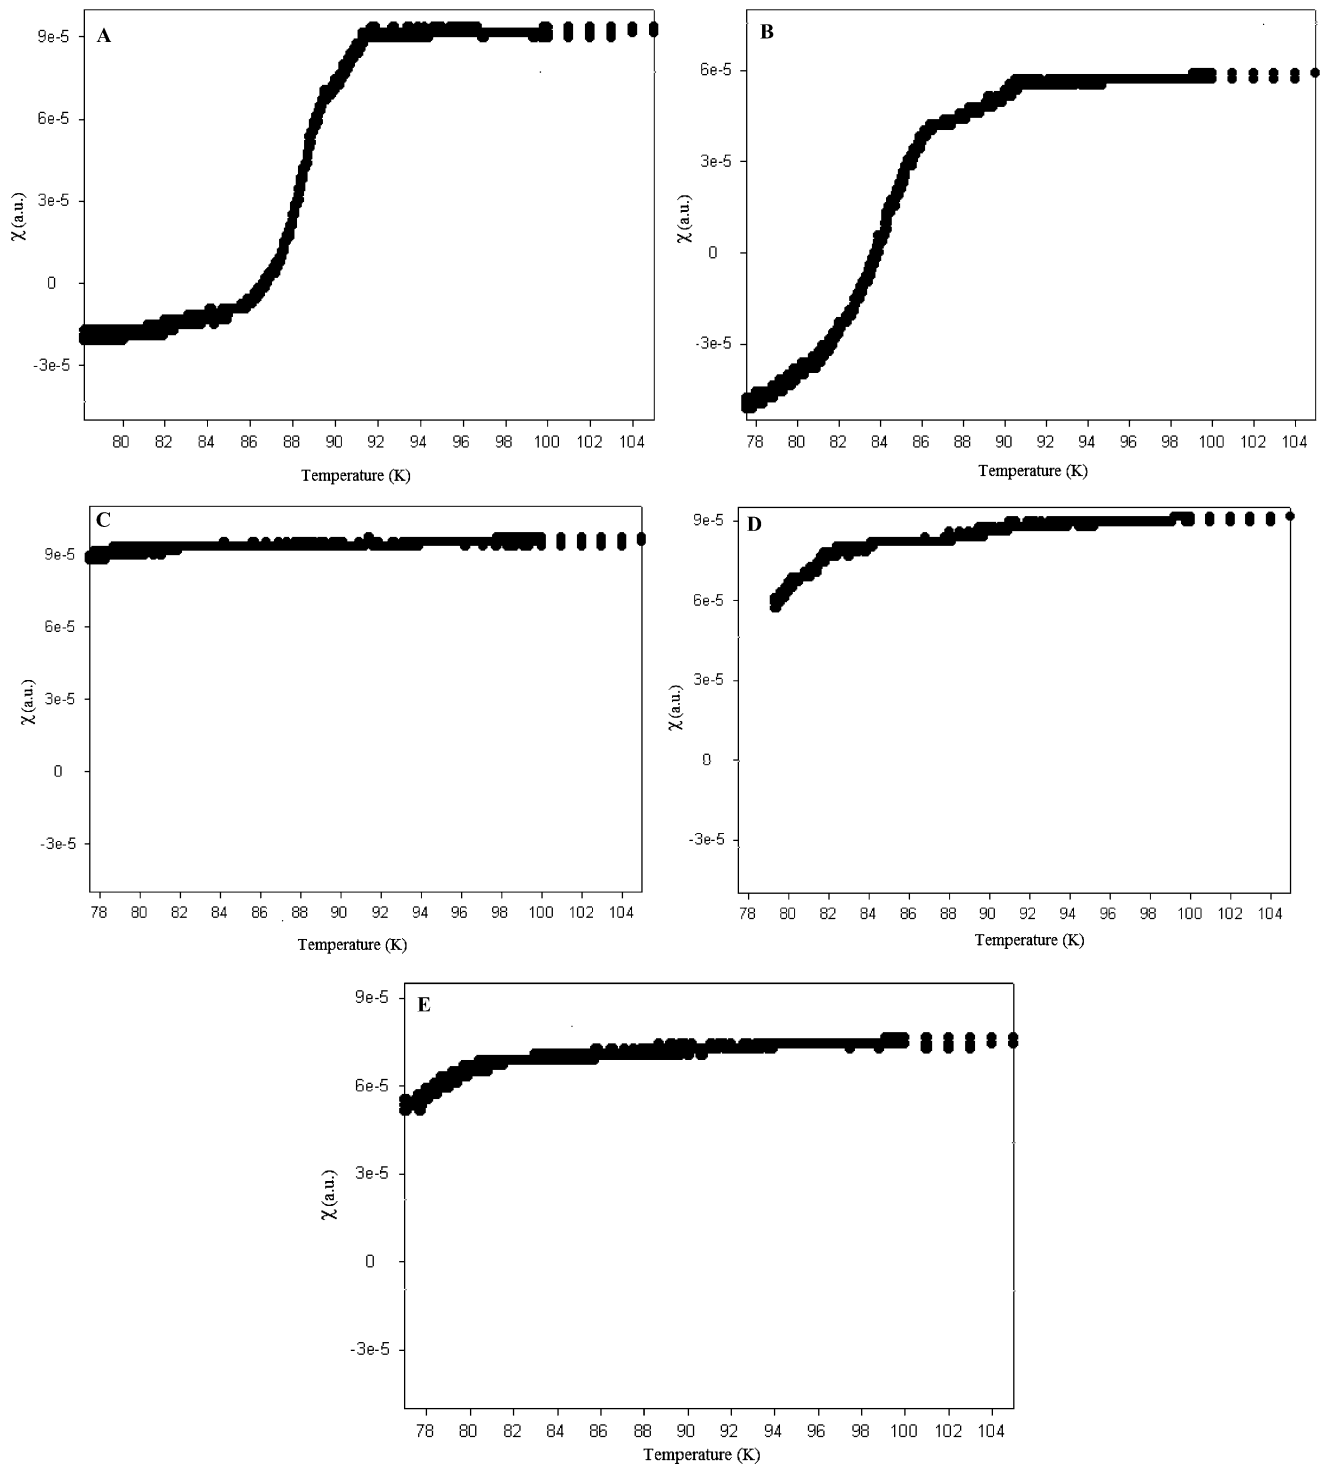 A
9e-5
6e-5
3e-5
0
-3e-5
χ (a.u.)
80 82 84 86 88 90 92 94 96 98 100 102 104
Temperature (K)
B
6e-5
3e-5
0
-3e-5
χ (a.u.)
78 80 82 84 86 88 90 92 94 96 98 100 102 104
Temperature (K)
C
9e-5
6e-5
3e-5
0
-3e-5
χ (a.u.)
78 80 82 84 86 88 90 92 94 96 98 100 102 104
Temperature (K)
D
9e-5
6e-5
3e-5
0
-3e-5
χ (a.u.)
78 80 82 84 86 88 90 92 94 96 98 100 102 104
Temperature (K)
E
9e-5
6e-5
3e-5
0
-3e-5
χ (a.u.)
78 80 82 84 86 88 90 92 94 96 98 100 102 104
Temperature (K)